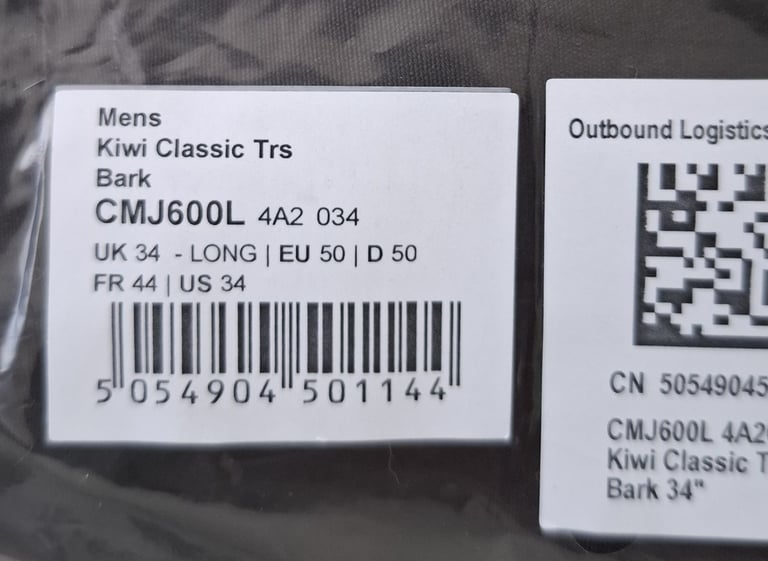 Mens
Kiwi Classic Trs
Bark
CMJ600L 4A2 034
UK 34 - LONG | EU 50 | D 50
FR 44 | US 34
5 054904 501144
Outbound Logistics
CN 50549045
CMJ600L 4A2
Kiwi Classic T
Bark 34"